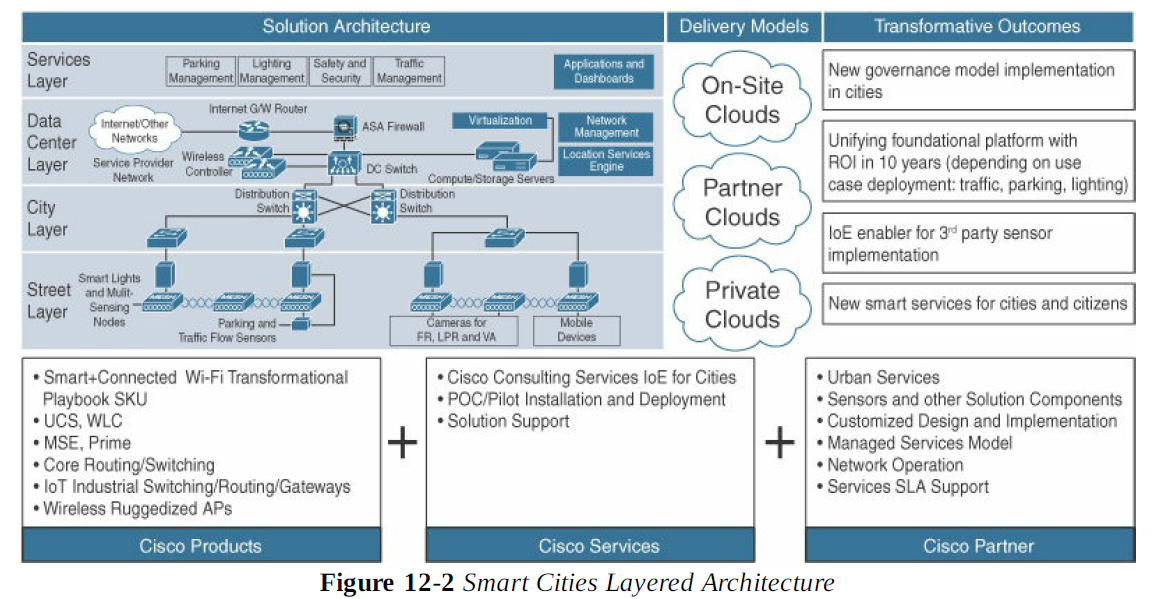 Solution Architecture
Delivery Models
Transformative Outcomes
Services
Layer
Parking
Management
Lighting
Management
Safety and
Security
Traffic
Management
Applications and
Dashboards
Data
Center
Layer
Internet/Other
Networks
Service Provider
Network
Internet G/W Router
ASA Firewall
Wireless
Controller
DC Switch
Virtualization
Compute/Storage Servers
Network
Management
Location Services
Engine
City
Layer
Distribution
Switch
Distribution
Switch
Street
Layer
Smart Lights
and Mulit-
Sensing
Nodes
MESH
MESH
MESH
MESH
MESH
MESH
Parking and
Traffic Flow Sensors
Cameras for
FR, LPR and VA
Mobile
Devices
On-Site
Clouds
Partner
Clouds
Private
Clouds
New governance model implementation
in cities
Unifying foundational platform with
ROI in 10 years (depending on use
case deployment: traffic, parking, lighting)
IoE enabler for 3rd party sensor
implementation
New smart services for cities and citizens
• Smart+Connected Wi-Fi Transformational
Playbook SKU
• UCS, WLC
• MSE, Prime
• Core Routing/Switching
• IoT Industrial Switching/Routing/Gateways
• Wireless Ruggedized APs
Cisco Products
+
• Cisco Consulting Services IoE for Cities
• POC/Pilot Installation and Deployment
• Solution Support
Cisco Services
+
• Urban Services
• Sensors and other Solution Components
• Customized Design and Implementation
• Managed Services Model
• Network Operation
• Services SLA Support
Cisco Partner
Figure 12-2 Smart Cities Layered Architecture